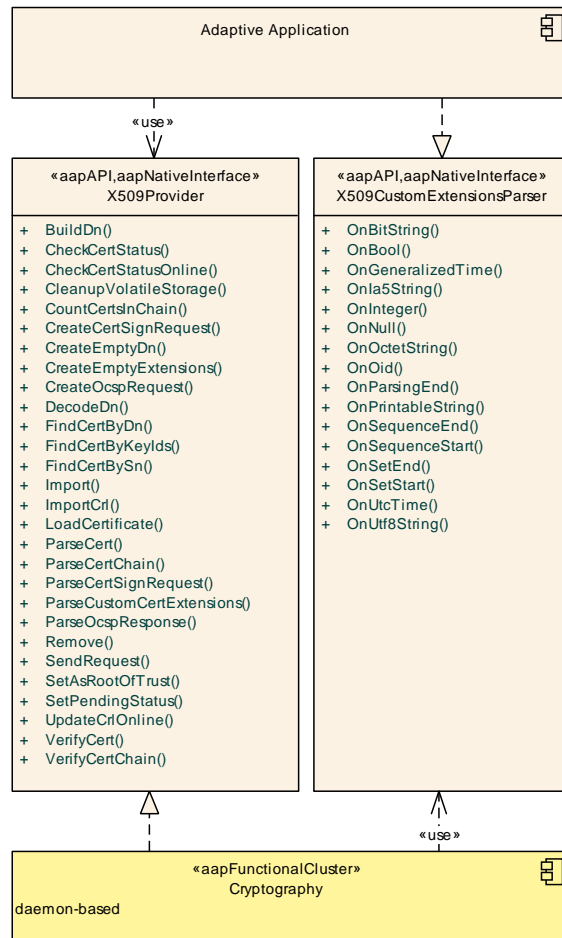 Adaptive Application
«use»
«aapAPI,aapNativeInterface»
X509Provider
+ BuildDn()
+ CheckCertStatus()
+ CheckCertStatusOnline()
+ CleanupVolatileStorage()
+ CountCertsInChain()
+ CreateCertSignRequest()
+ CreateEmptyDn()
+ CreateEmptyExtensions()
+ CreateOcspRequest()
+ DecodeDn()
+ FindCertByDn()
+ FindCertByKeyIds()
+ FindCertBySn()
+ Import()
+ ImportCrl()
+ LoadCertificate()
+ ParseCert()
+ ParseCertChain()
+ ParseCertSignRequest()
+ ParseCustomCertExtensions()
+ ParseOcspResponse()
+ Remove()
+ SendRequest()
+ SetAsRootOfTrust()
+ SetPendingStatus()
+ UpdateCrlOnline()
+ VerifyCert()
+ VerifyCertChain()
«aapAPI,aapNativeInterface»
X509CustomExtensionsParser
+ OnBitString()
+ OnBool()
+ OnGeneralizedTime()
+ OnIa5String()
+ OnInteger()
+ OnNull()
+ OnOctetString()
+ OnOid()
+ OnParsingEnd()
+ OnPrintableString()
+ OnSequenceEnd()
+ OnSequenceStart()
+ OnSetEnd()
+ OnSetStart()
+ OnUtcTime()
+ OnUtf8String()
«use»
«aapFunctionalCluster»
Cryptography
daemon-based